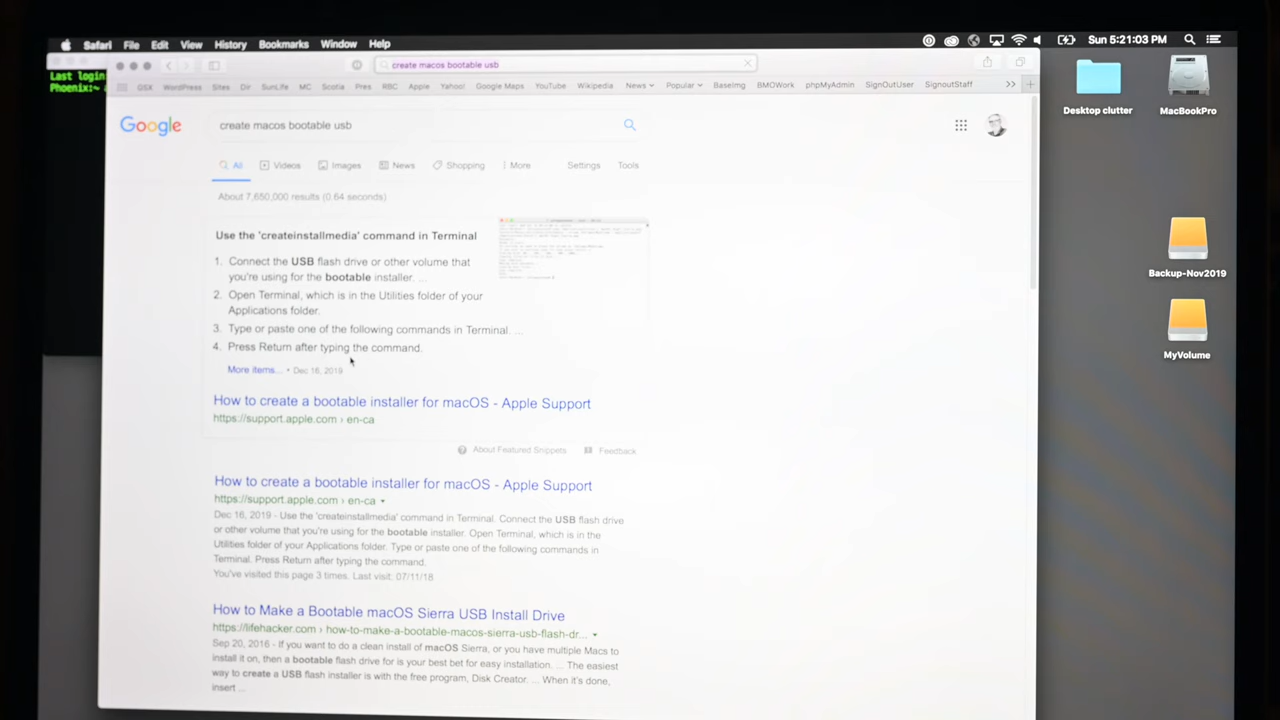 Safari File Edit View History Bookmarks Window Help
Sun 5:21:03 PM
Last login
Phoenix:~
create macos bootable usb
OSX WordPress Sites Dir SunLife MC Scotia Pres RBC Apple Yahoo! Google Maps YouTube Wikipedia News Popular BaseImg BMOWork phpMyAdmin SignOutUser SignoutStaff
Google
create macos bootable usb
All Videos Images News Shopping More Settings Tools
About 7,650,000 results (0.64 seconds)
Use the 'createinstallmedia' command in Terminal
1. Connect the USB flash drive or other volume that
you're using for the bootable installer. ...
2. Open Terminal, which is in the Utilities folder of your
Applications folder.
3. Type or paste one of the following commands in Terminal. ...
4. Press Return after typing the command.
More items... • Dec 16, 2019
How to create a bootable installer for macOS - Apple Support
https://support.apple.com › en-ca
About Featured Snippets Feedback
How to create a bootable installer for macOS - Apple Support
https://support.apple.com › en-ca
Dec 16, 2019 - Use the 'createinstallmedia' command in Terminal. Connect the USB flash drive
or other volume that you're using for the bootable installer. Open Terminal, which is in the
Utilities folder of your Applications folder. Type or paste one of the following commands in
Terminal. Press Return after typing the command.
You've visited this page 3 times. Last visit: 07/11/18
How to Make a Bootable macOS Sierra USB Install Drive
https://lifehacker.com › how-to-make-a-bootable-macos-sierra-usb-flash-dr...
Sep 20, 2016 - If you want to do a clean install of macOS Sierra, or you have multiple Macs to
install it on, then a bootable flash drive for is your best bet for easy installation. ... The easiest
way to create a USB flash installer is with the free program, Disk Creator. ... When it's done,
insert ...
Desktop clutter
MacBookPro
Backup-Nov2019
MyVolume